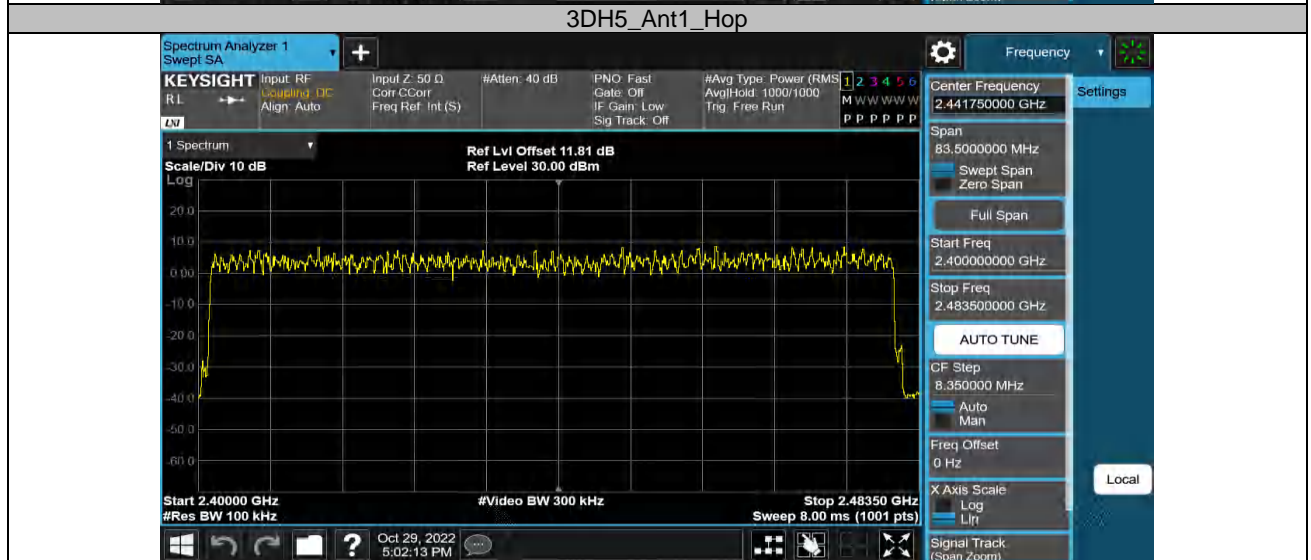 3DH5_Ant1_Hop
Spectrum Analyzer 1
Swept SA
+
Frequency
KEYSIGHT
RL
LXI
Input: RF
Coupling: DC
Align: Auto
Input Z: 50 Ω
Corr CCorr
Freq Ref: Int (S)
#Atten: 40 dB
PNO: Fast
Gate: Off
IF Gain: Low
Sig Track: Off
#Avg Type: Power (RMS
Avg|Hold: 1000/1000
Trig: Free Run
1 2 3 4 5 6
M W W W W W
P P P P P P
1 Spectrum
Scale/Div 10 dB
Log
Ref Lvl Offset 11.81 dB
Ref Level 30.00 dBm
20.0
10.0
0.00
-10.0
-20.0
-30.0
-40.0
-50.0
-60.0
Start 2.40000 GHz
#Res BW 100 kHz
#Video BW 300 kHz
Stop 2.48350 GHz
Sweep 8.00 ms (1001 pts)
Oct 29, 2022
5:02:13 PM
Center Frequency
2.441750000 GHz
Settings
Span
83.5000000 MHz
Swept Span
Zero Span
Full Span
Start Freq
2.400000000 GHz
Stop Freq
2.483500000 GHz
AUTO TUNE
CF Step
8.350000 MHz
Auto
Man
Freq Offset
0 Hz
X Axis Scale
Log
Lin
Local
Signal Track
(Span Zoom)